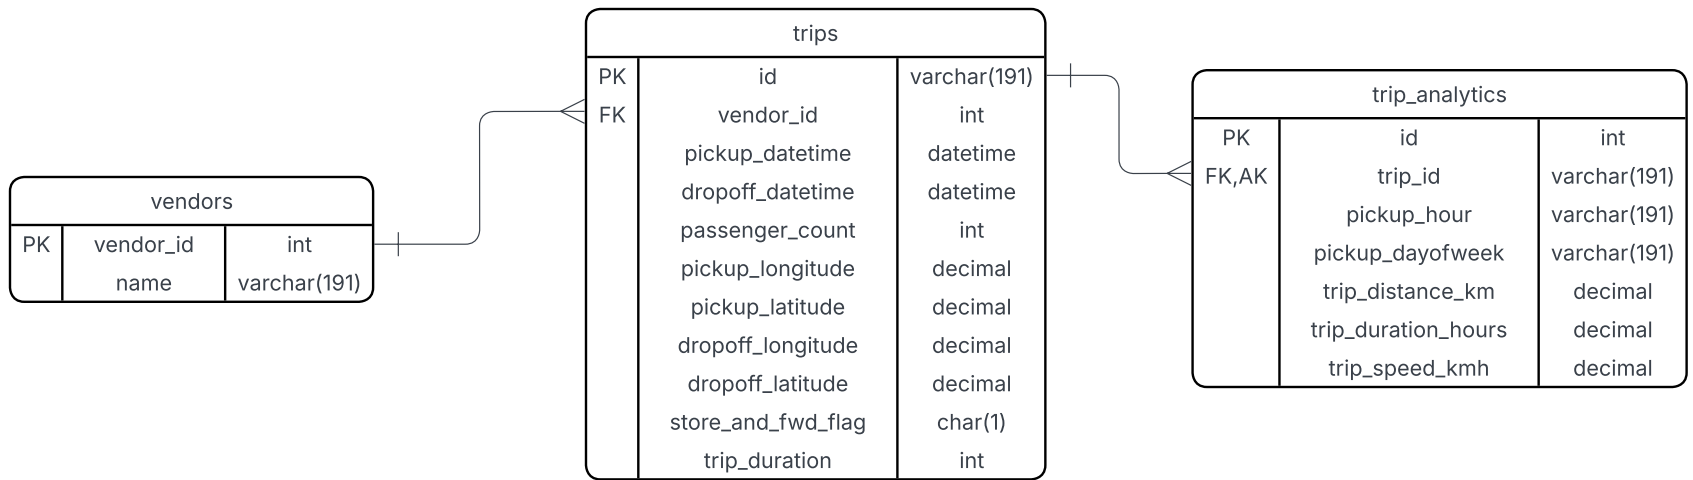 vendors
PK vendor_id int
name varchar(191)
trips
PK id varchar(191)
FK vendor_id int
pickup_datetime datetime
dropoff_datetime datetime
passenger_count int
pickup_longitude decimal
pickup_latitude decimal
dropoff_longitude decimal
dropoff_latitude decimal
store_and_fwd_flag char(1)
trip_duration int
trip_analytics
PK id int
FK,AK trip_id varchar(191)
pickup_hour varchar(191)
pickup_dayofweek varchar(191)
trip_distance_km decimal
trip_duration_hours decimal
trip_speed_kmh decimal